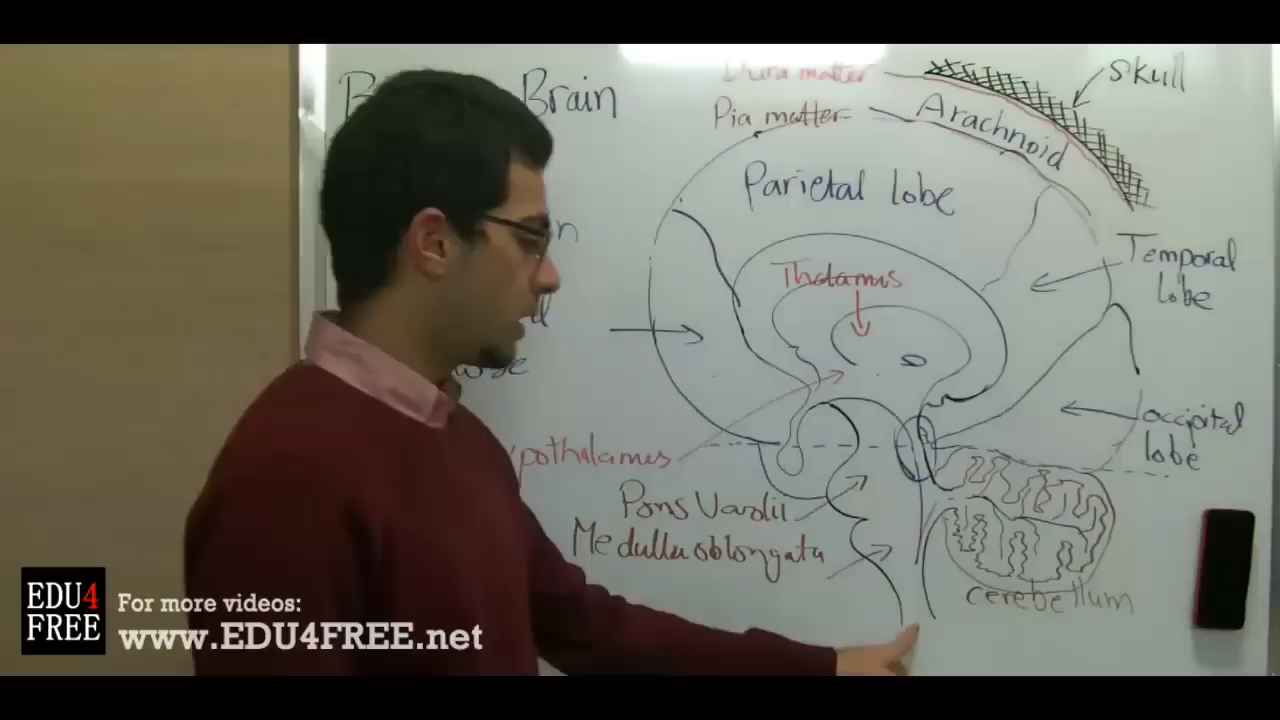 Brain
Dura matter
skull
Pia matter
Arachnoid
Parietal lobe
Thalamus
Temporal
lobe
occipital
lobe
pothalamus
Pons Varolii
Medulla oblongata
cerebellum
EDU4
FREE
For more videos:
www.EDU4FREE.net